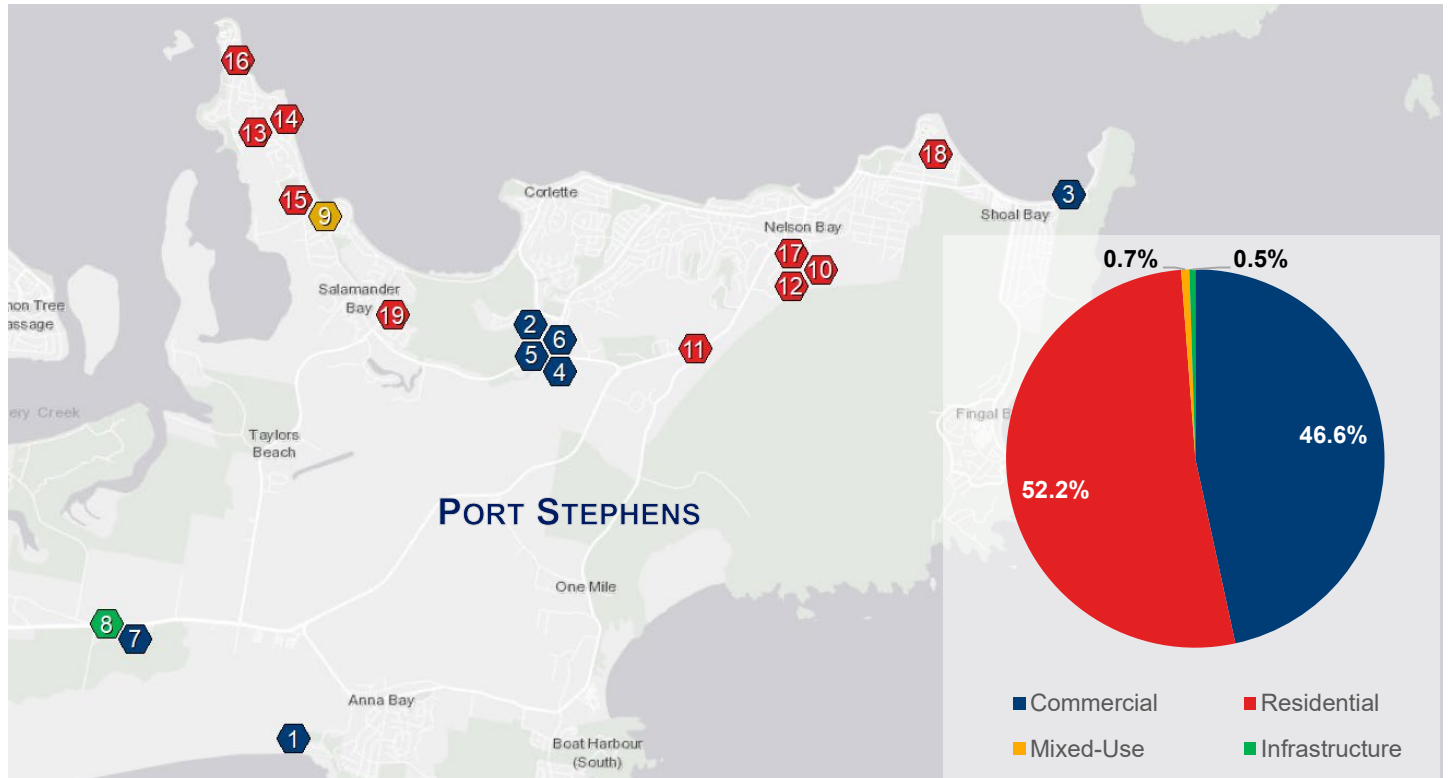 16
14
13
18
15
3
Corlette
9
Shoal Bay
Nelson Bay
17
10
0.7%
0.5%
12
Salamander
Bay
19
2
6
5
11
4
46.6%
Taylors
Beach
52.2%
PORT STEPHENS
One Mile
8
7
Anna Bay
1
Boat Harbour
(South)
Commercial
Residential
Mixed-Use
Infrastructure